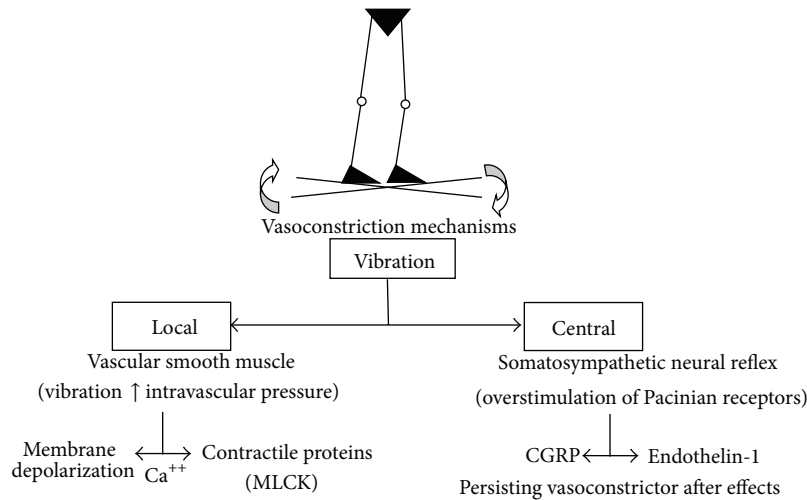 Vasoconstriction mechanisms
Vibration
Local
Central
Vascular smooth muscle
(vibration ↑ intravascular pressure)
Somatosympathetic neural reflex
(overstimulation of Pacinian receptors)
Membrane
depolarization
Ca⁺⁺
Contractile proteins
(MLCK)
CGRP
Endothelin-1
Persisting vasoconstrictor after effects